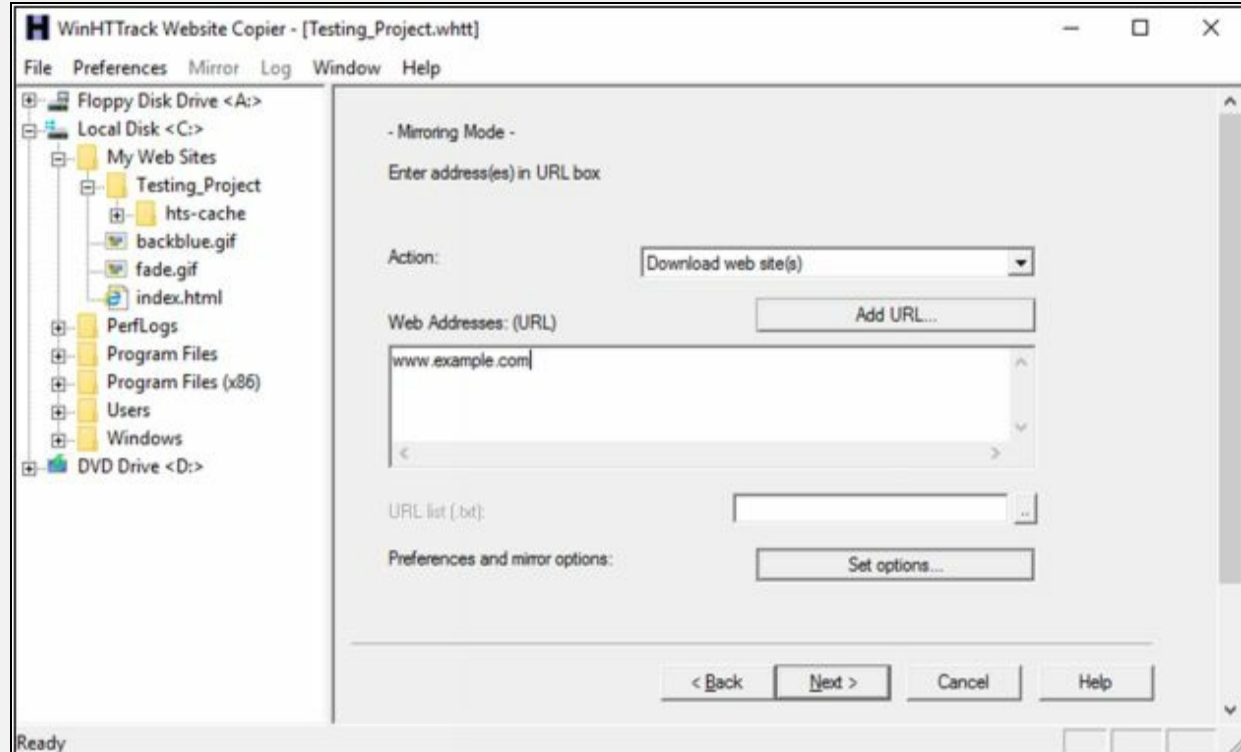 WinHTTrack Website Copier - [Testing_Project.whtt]
File Preferences Mirror Log Window Help
Floppy Disk Drive <A:>
Local Disk <C:>
My Web Sites
Testing_Project
hts-cache
backblue.gif
fade.gif
index.html
PerfLogs
Program Files
Program Files (x86)
Users
Windows
DVD Drive <D:>
- Mirroring Mode -
Enter address(es) in URL box
Action:
Download web site(s)
Web Addresses: (URL)
Add URL...
www.example.com
URL list (.txt):
..
Preferences and mirror options:
Set options...
< Back
Next >
Cancel
Help
Ready